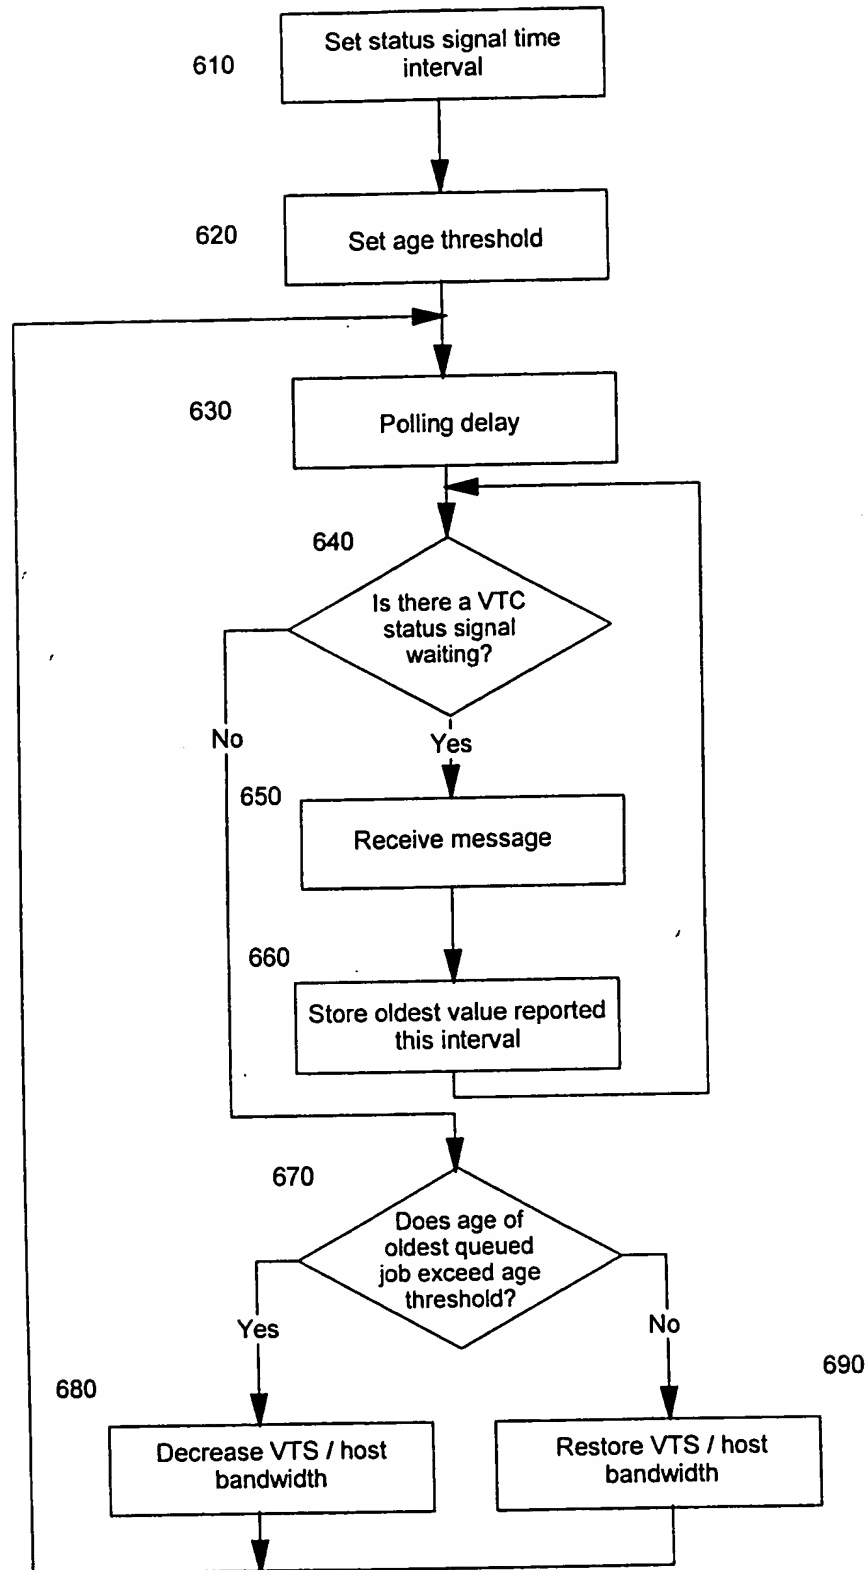 610
Set status signal time
interval
620
Set age threshold
630
Polling delay
640
Is there a VTC
status signal
waiting?
No
Yes
650
Receive message
660
Store oldest value reported
this interval
670
Does age of
oldest queued
job exceed age
threshold?
Yes
No
680
690
Decrease VTS / host
bandwidth
Restore VTS / host
bandwidth